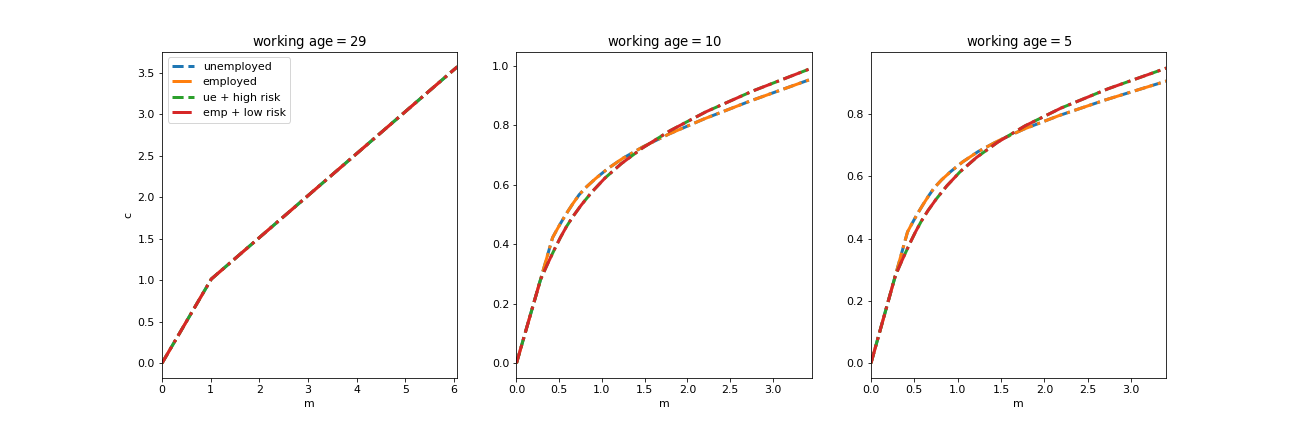 working age = 29
unemployed
employed
ue + high risk
emp + low risk
c
3.5
3.0
2.5
2.0
1.5
1.0
0.5
0.0
0 1 2 3 4 5 6
m
working age = 10
1.0
0.8
0.6
0.4
0.2
0.0
0.0 0.5 1.0 1.5 2.0 2.5 3.0
m
working age = 5
0.8
0.6
0.4
0.2
0.0
0.0 0.5 1.0 1.5 2.0 2.5 3.0
m